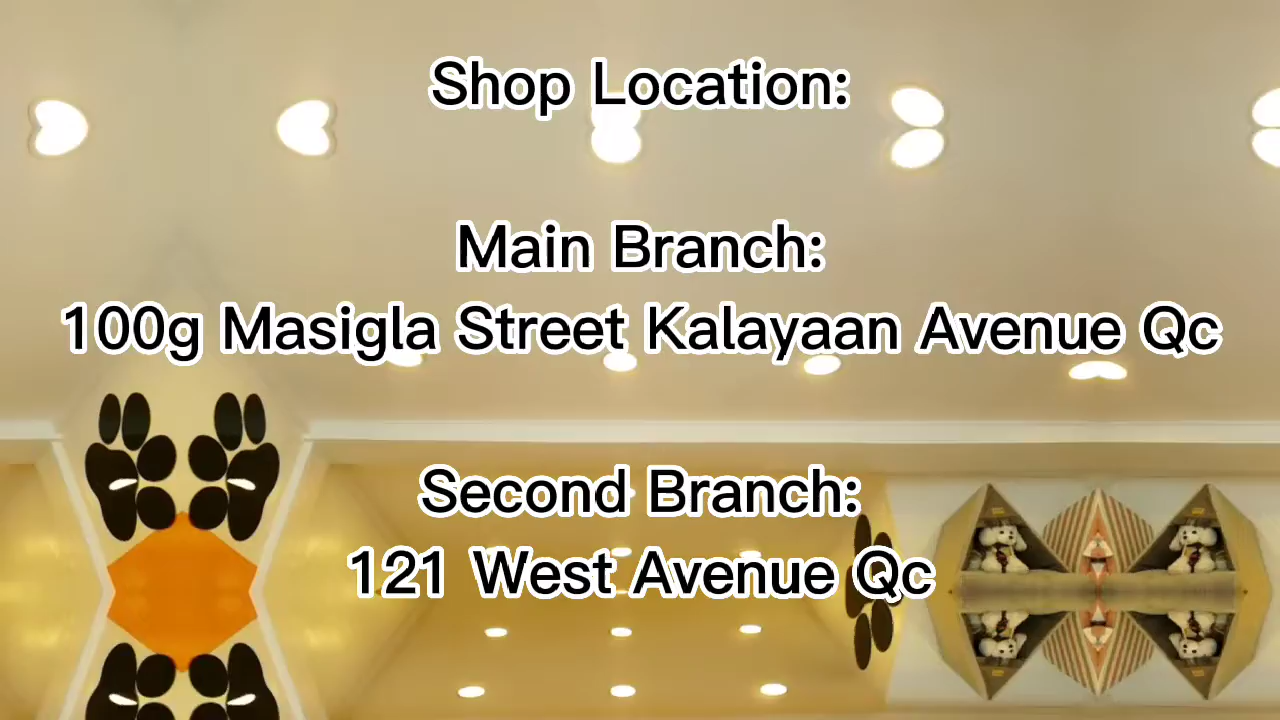 Shop Location:
Main Branch:
100g Masigla Street Kalayaan Avenue Qc
Second Branch:
121 West Avenue Qc